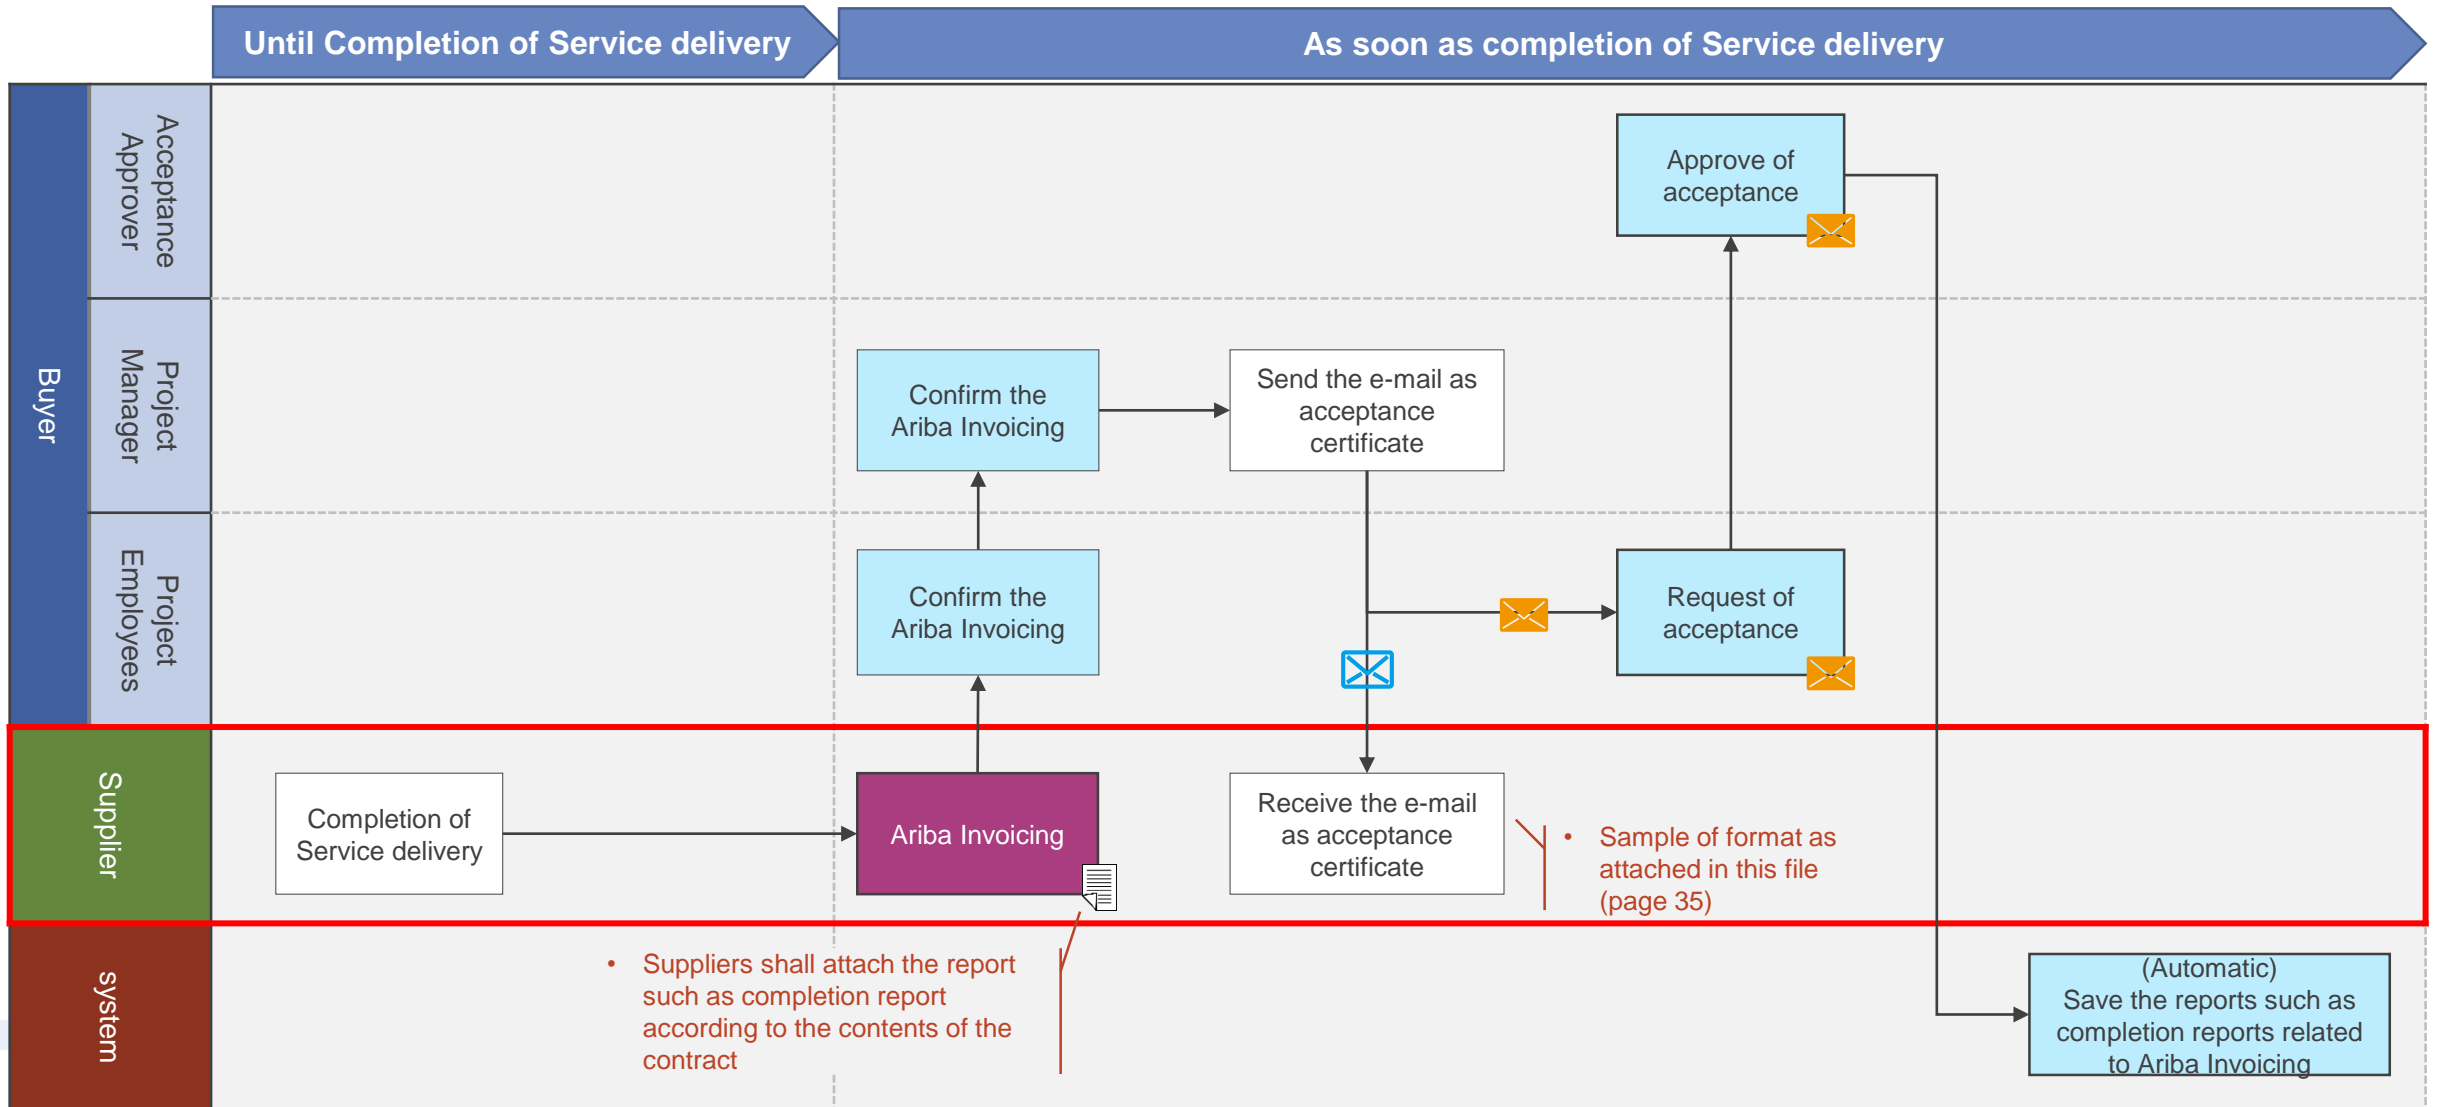 Until Completion of Service delivery
As soon as completion of Service delivery
Buyer
Acceptance
Approver
Approve of
acceptance
Project
Manager
Confirm the
Ariba Invoicing
Send the e-mail as
acceptance
certificate
Project
Employees
Confirm the
Ariba Invoicing
Request of
acceptance
Supplier
Completion of
Service delivery
Ariba Invoicing
Receive the e-mail
as acceptance
certificate
• Sample of format as
attached in this file
(page 35)
system
• Suppliers shall attach the report
such as completion report
according to the contents of the
contract
(Automatic)
Save the reports such as
completion reports related
to Ariba Invoicing